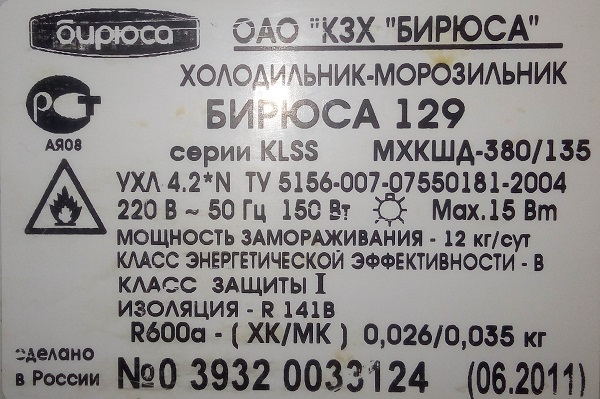 бирюса ОАО "КЗХ "БИРЮСА"
ХОЛОДИЛЬНИК-МОРОЗИЛЬНИК
РСТ БИРЮСА 129
АЯ08 серии KLSS МХКШД-380/135
УХЛ 4.2*N ТУ 5156-007-07550181-2004
220 В ~ 50 Гц 150 Вт Max.15 Вт
МОЩНОСТЬ ЗАМОРАЖИВАНИЯ - 12 кг/сут
КЛАСС ЭНЕРГЕТИЧЕСКОЙ ЭФФЕКТИВНОСТИ - В
КЛАСС ЗАЩИТЫ I
ИЗОЛЯЦИЯ - R 141B
R600a - ( ХК/МК ) 0,026/0,035 кг
сделано
в России №0 3932 0033124 (06.2011)